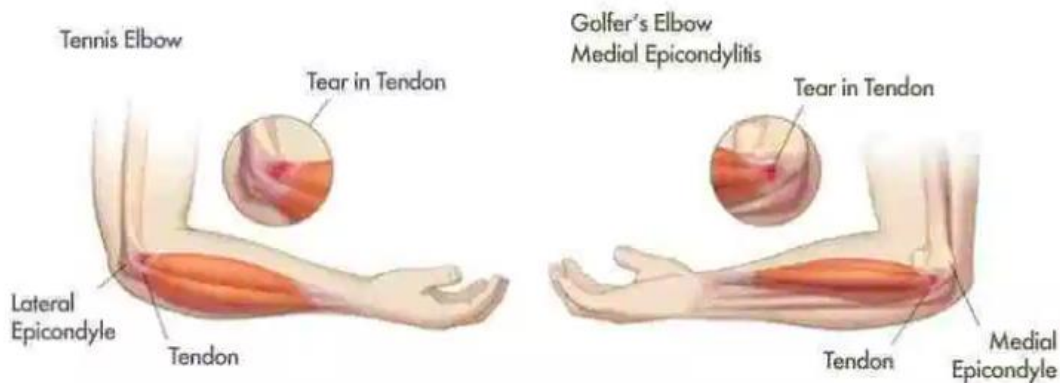 Tennis Elbow
Tear in Tendon
Lateral
Epicondyle
Tendon
Golfer's Elbow
Medial Epicondylitis
Tear in Tendon
Tendon
Medial
Epicondyle